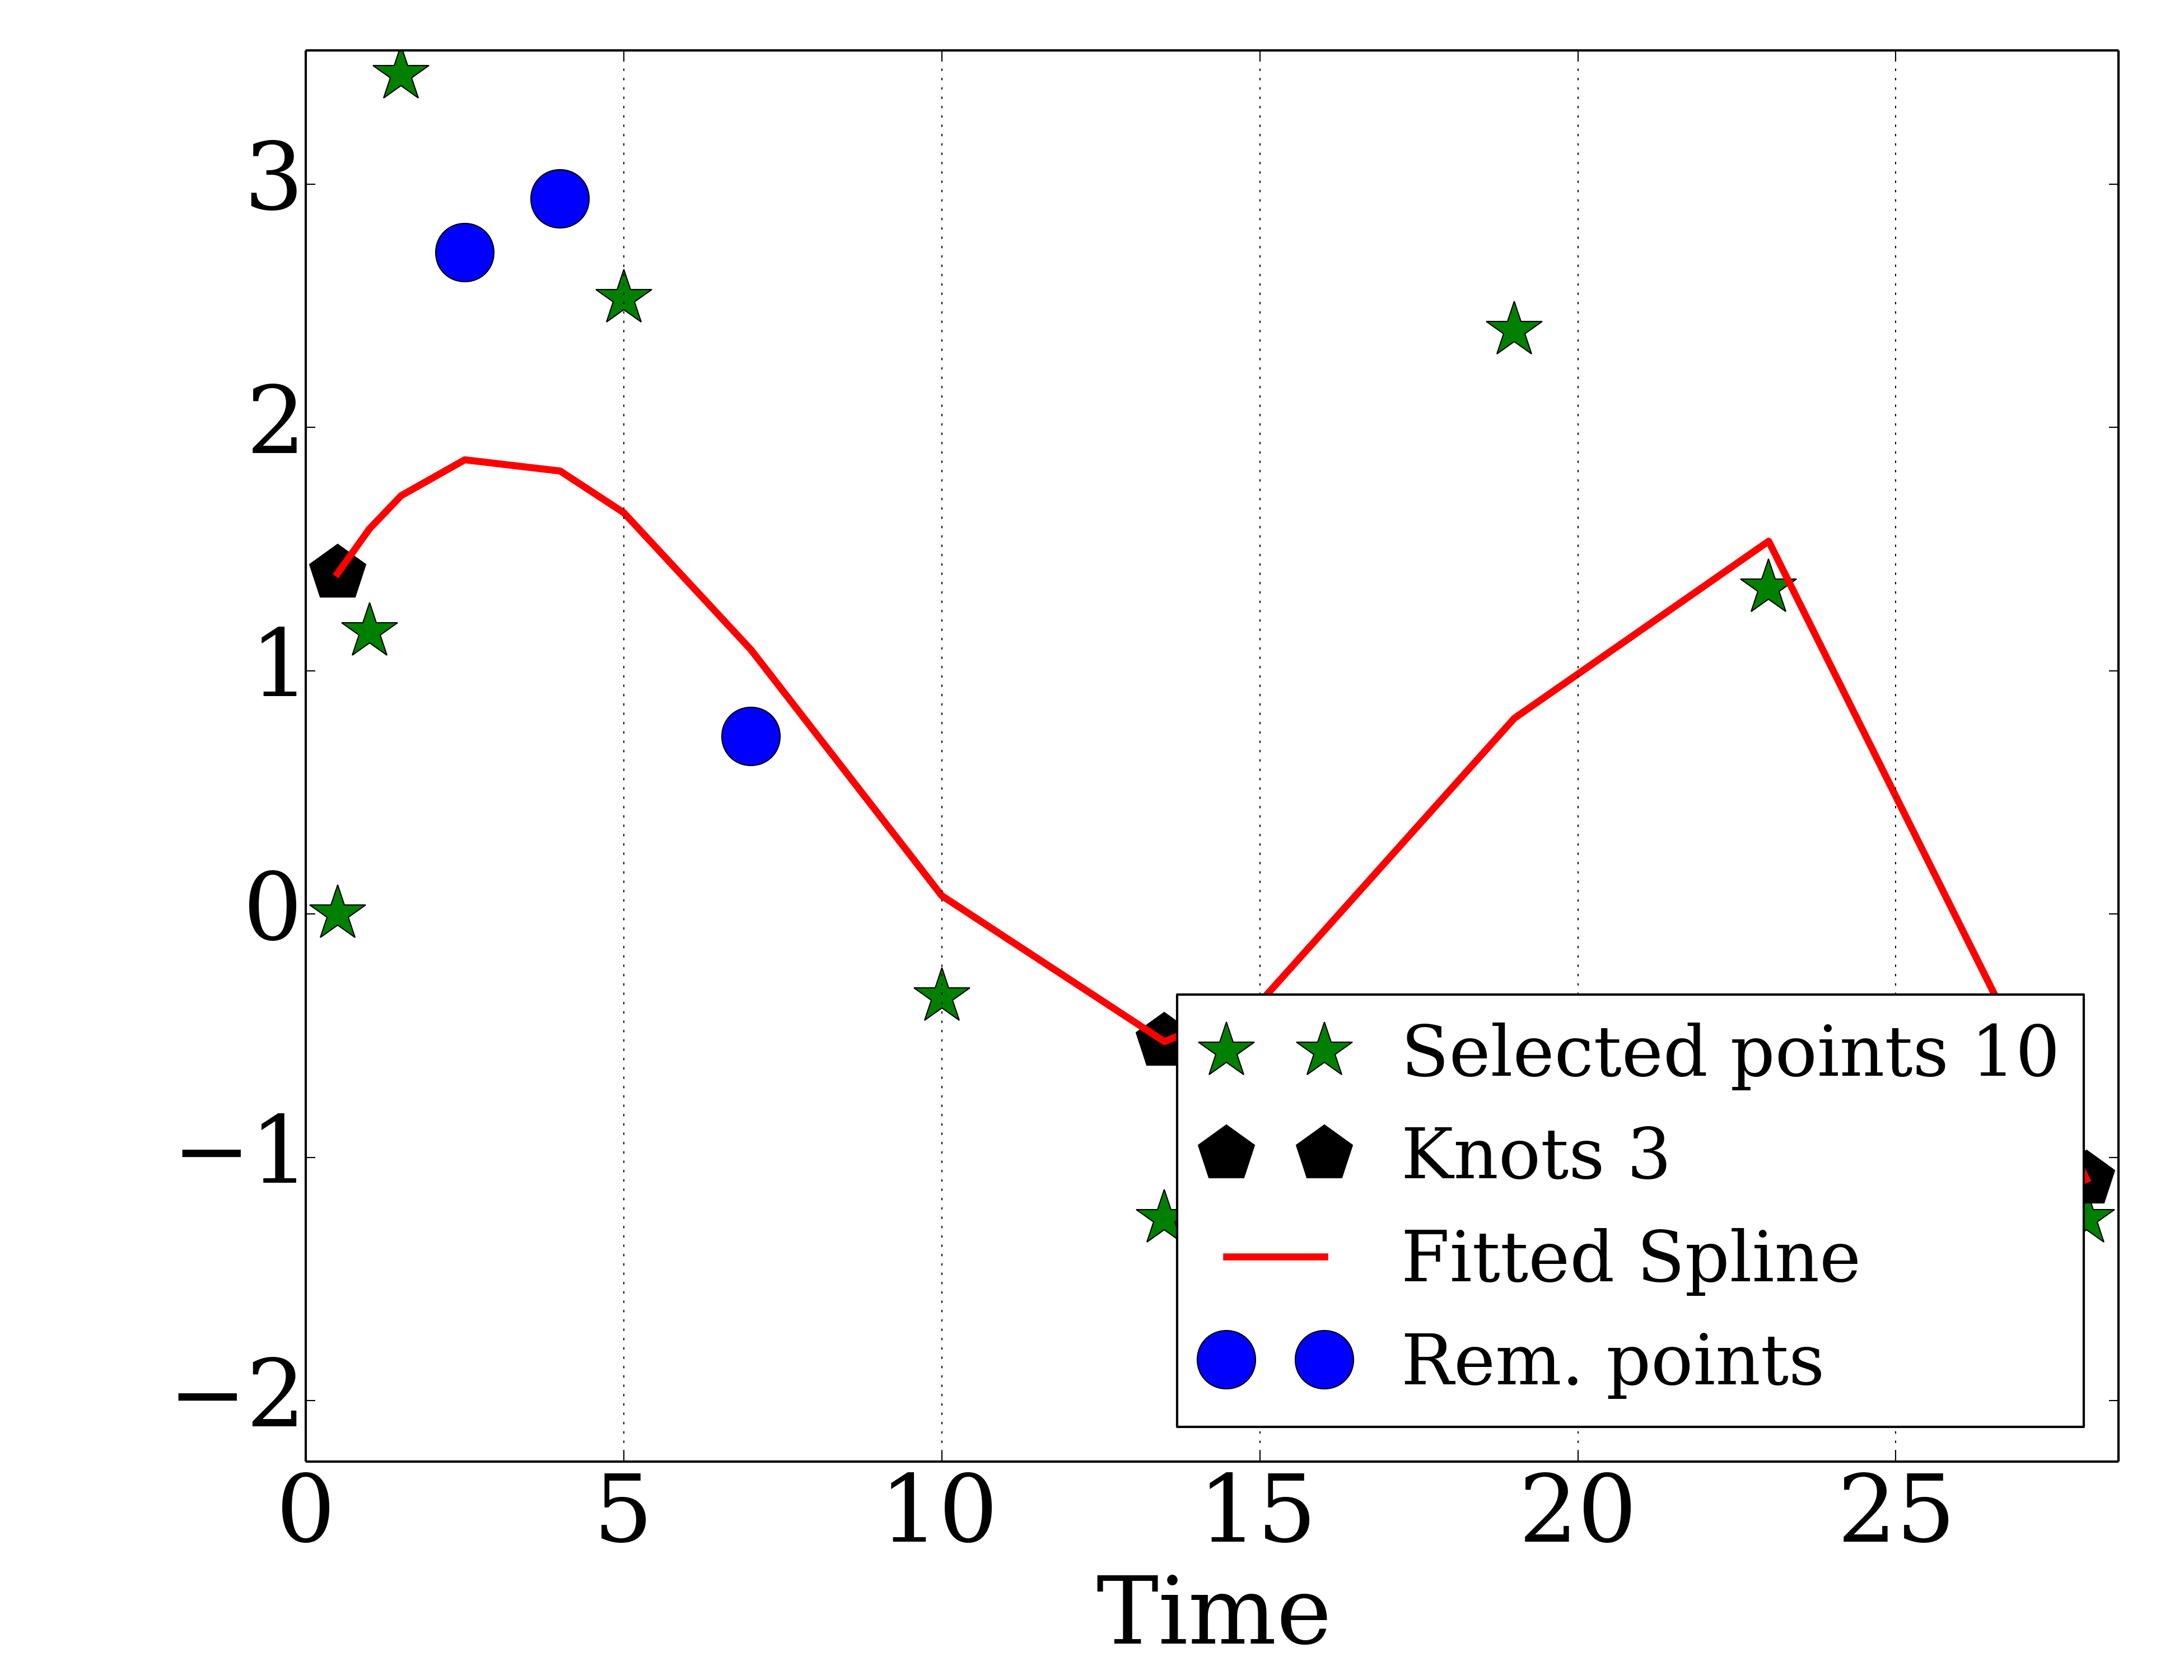 3
2
1
0
−1
−2
0 5 10 15 20 25
Time
Selected points 10
Knots 3
Fitted Spline
Rem. points